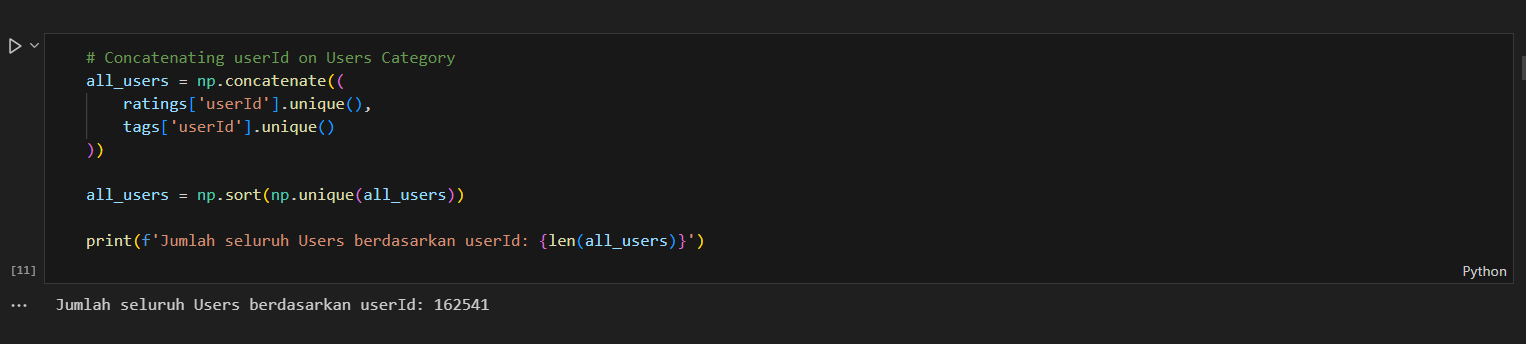 # Concatenating userId on Users Category
all_users = np.concatenate((
    ratings['userId'].unique(),
    tags['userId'].unique()
))
all_users = np.sort(np.unique(all_users))
print(f'Jumlah seluruh Users berdasarkan userId: {len(all_users)}')
[11]
Python
... Jumlah seluruh Users berdasarkan userId: 162541